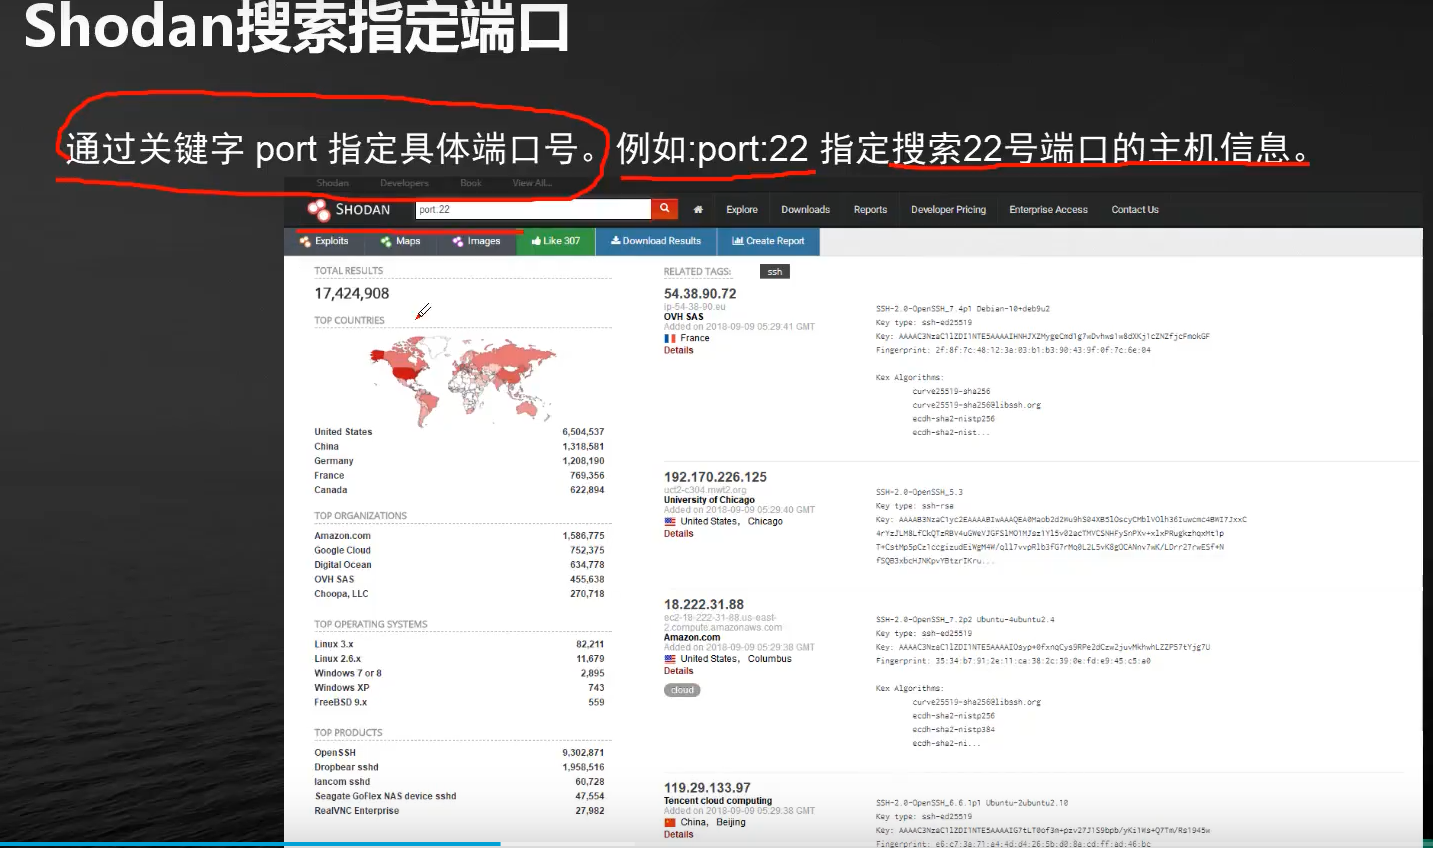 Shodan搜索指定端口
通过关键字 port 指定具体端口号。例如:port:22 指定搜索22号端口的主机信息。
Shodan Developers Book View All...
SHODAN port:22 Explore Downloads Reports Developer Pricing Enterprise Access Contact Us
Exploits Maps Images Like 307 Download Results Create Report
TOTAL RESULTS
17,424,908
TOP COUNTRIES
United States 6,504,537
China 1,318,581
Germany 1,208,190
France 769,356
Canada 622,894
TOP ORGANIZATIONS
Amazon.com 1,586,775
Google Cloud 752,375
Digital Ocean 634,778
OVH SAS 455,638
Choopa, LLC 270,718
TOP OPERATING SYSTEMS
Linux 3.x 82,211
Linux 2.6.x 11,679
Windows 7 or 8 2,895
Windows XP 743
FreeBSD 9.x 559
TOP PRODUCTS
OpenSSH 9,302,871
Dropbear sshd 1,958,516
lancom sshd 60,728
Seagate GoFlex NAS device sshd 47,554
RealVNC Enterprise 27,982
RELATED TAGS: ssh
54.38.90.72
ip-54-38-90.eu
OVH SAS
Added on 2018-09-09 05:29:41 GMT
France
Details
SSH-2.0-OpenSSH_7.4p1 Debian-10+deb9u2
Key type: ssh-ed25519
Key:
Fingerprint: 2f:8f:7c:48:12:3a:03:b1:b3:90:43:9f:0f:7c:6e:04
Kex Algorithms:
curve25519-sha256
curve25519-sha256@libssh.org
ecdh-sha2-nistp256
ecdh-sha2-nist...
192.170.226.125
uct2-c304.mwt2.org
University of Chicago
Added on 2018-09-09 05:29:40 GMT
United States, Chicago
Details
SSH-2.0-OpenSSH_5.3
Key type: ssh-rsa
Key:
18.222.31.88
ec2-18-222-31-88.us-east-
2.compute.amazonaws.com
Amazon.com
Added on 2018-09-09 05:29:38 GMT
United States, Columbus
Details
cloud
SSH-2.0-OpenSSH_7.2p2 Ubuntu-4ubuntu2.4
Key type: ssh-ed25519
Key:
Fingerprint: 35:34:b7:91:2e:11:ca:38:2c:39:0e:fd:e9:45:c5:a0
Kex Algorithms:
curve25519-sha256@libssh.org
ecdh-sha2-nistp256
ecdh-sha2-nistp384
ecdh-sha2-ni...
119.29.133.97
Tencent cloud computing
Added on 2018-09-09 05:29:38 GMT
China, Beijing
Details
SSH-2.0-OpenSSH_6.6.1p1 Ubuntu-2ubuntu2.10
Key type: ssh-ed25519
Key:
Fingerprint: